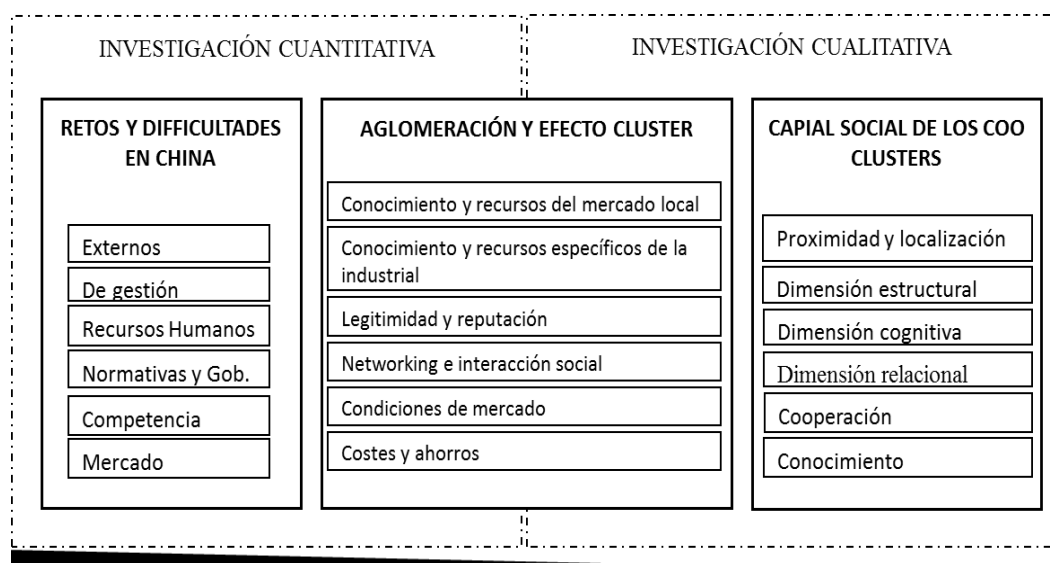 INVESTIGACIÓN CUANTITATIVA
INVESTIGACIÓN CUALITATIVA
RETOS Y DIFFICULTADES
EN CHINA
Externos
De gestión
Recursos Humanos
Normativas y Gob.
Competencia
Mercado
AGLOMERACIÓN Y EFECTO CLUSTER
Conocimiento y recursos del mercado local
Conocimiento y recursos específicos de la
industrial
Legitimidad y reputación
Networking e interacción social
Condiciones de mercado
Costes y ahorros
CAPIAL SOCIAL DE LOS COO
CLUSTERS
Proximidad y localización
Dimensión estructural
Dimensión cognitiva
Dimensión relacional
Cooperación
Conocimiento